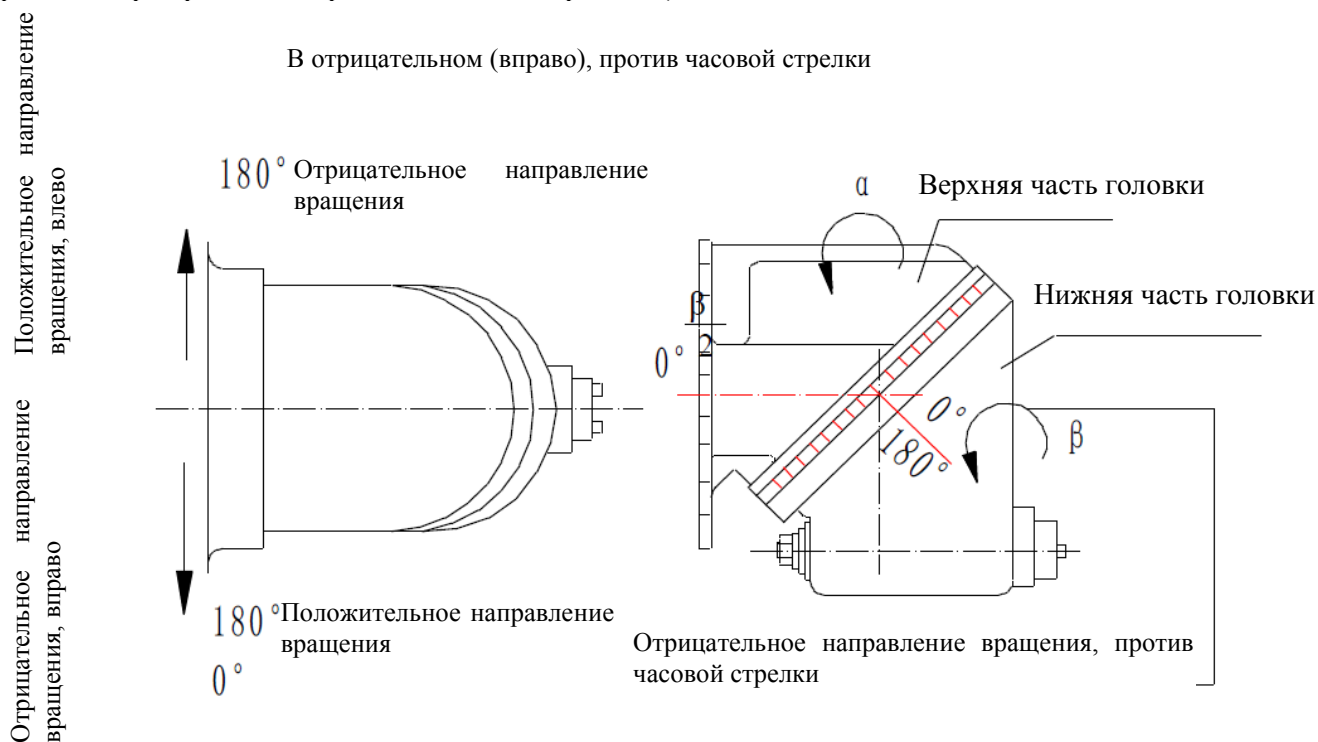 В отрицательном (вправо), против часовой стрелки
Положительное направление
вращения, влево
Отрицательное направление
вращения, вправо
180° Отрицательное направление
вращения
180° Положительное направление
вращения
0°
α
Верхняя часть головки
Нижняя часть головки
β
2
0°
0°
180°
β
Отрицательное направление вращения, против
часовой стрелки